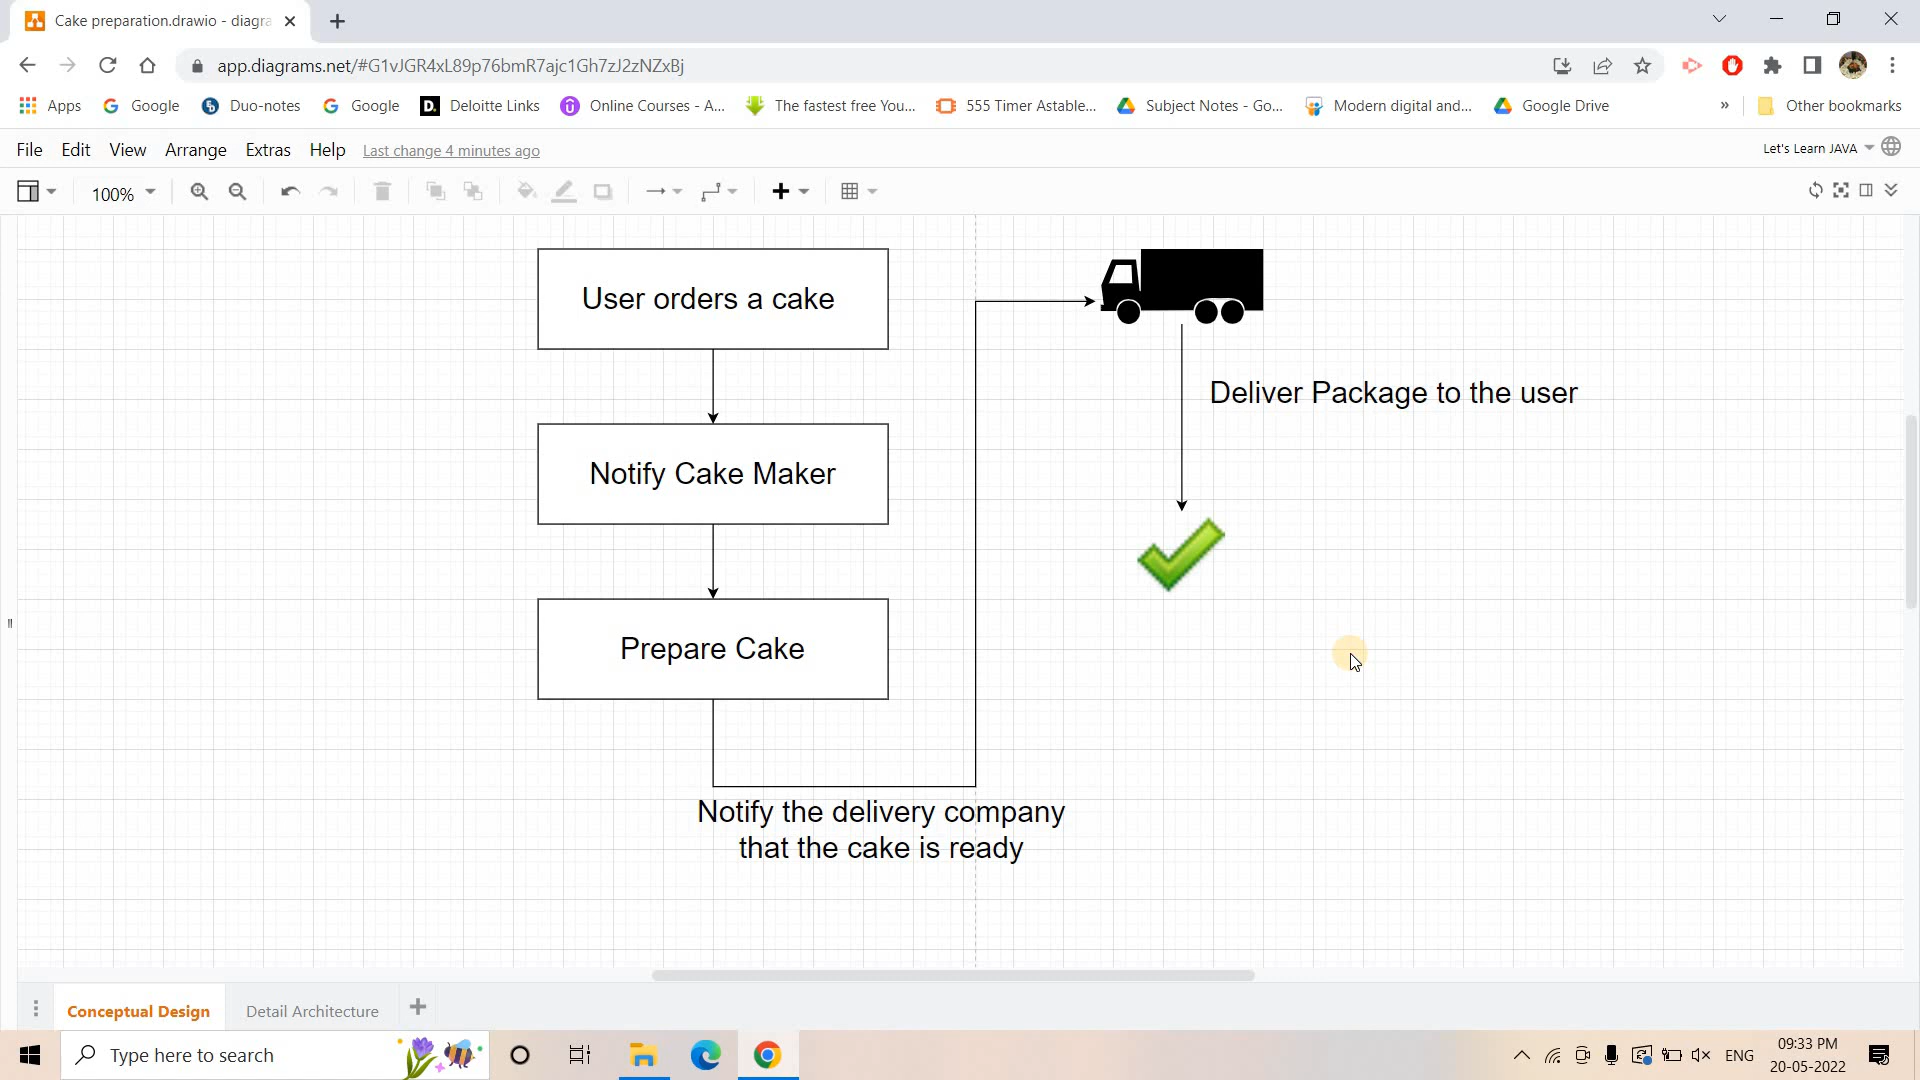 Cake preparation.drawio - diagra
app.diagrams.net/#G1vJGR4xL89p76bmR7ajc1Gh7zJ2zNZxBj
Apps Google Duo-notes Google Deloitte Links Online Courses - A... The fastest free You... 555 Timer Astable... Subject Notes - Go... Modern digital and... Google Drive » Other bookmarks
File Edit View Arrange Extras Help Last change 4 minutes ago Let's Learn JAVA
100%
User orders a cake
Deliver Package to the user
Notify Cake Maker
Prepare Cake
Notify the delivery company
that the cake is ready
Conceptual Design Detail Architecture
Type here to search
ENG
09:33 PM
20-05-2022